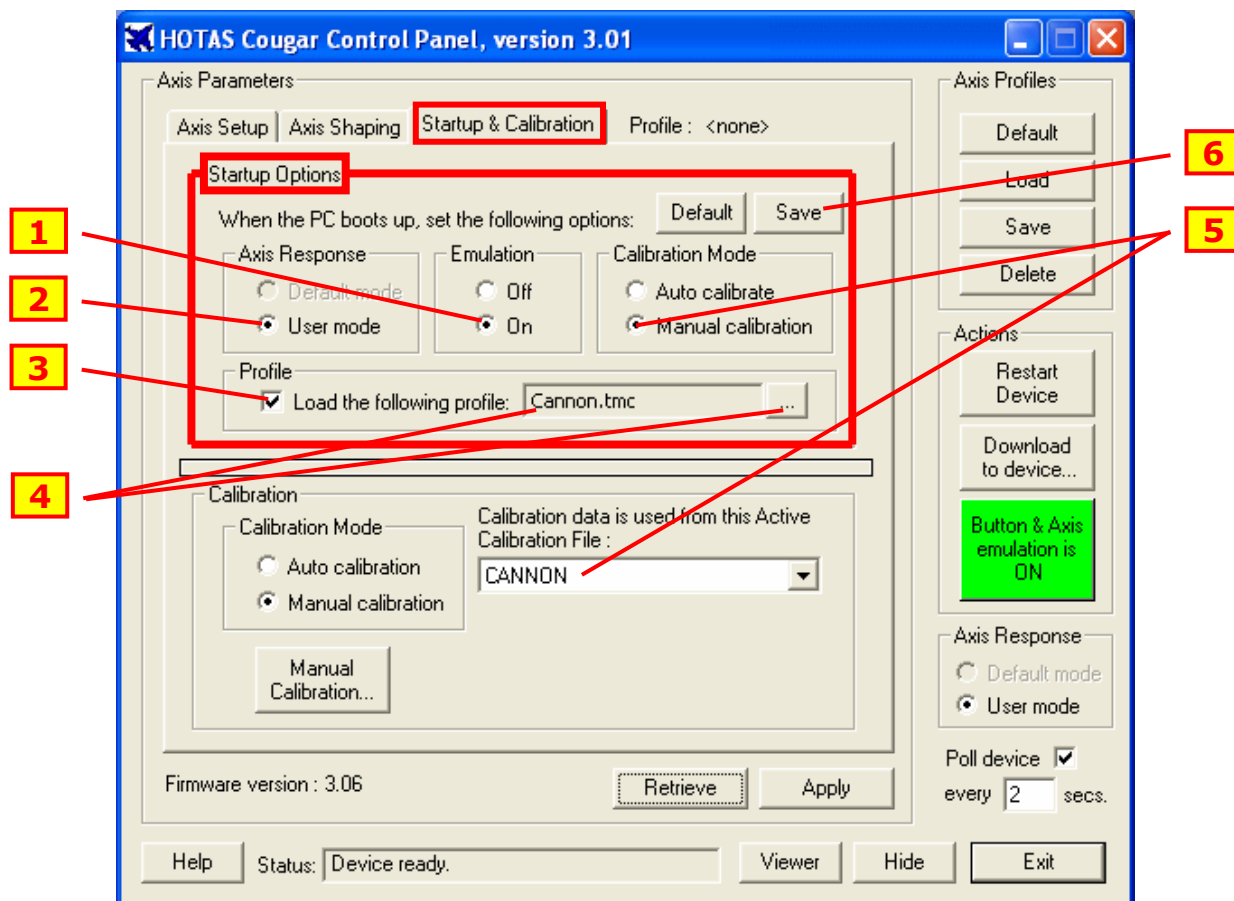 HOTAS Cougar Control Panel, version 3.01
Axis Parameters
Axis Setup
Axis Shaping
Startup & Calibration
Profile : <none>
Startup Options
When the PC boots up, set the following options:
Default
Save
Axis Response
Default mode
User mode
Emulation
Off
On
Calibration Mode
Auto calibrate
Manual calibration
Profile
Load the following profile:
Cannon.tmc
...
Calibration
Calibration Mode
Auto calibration
Manual calibration
Calibration data is used from this Active
Calibration File :
CANNON
Manual
Calibration...
Firmware version : 3.06
Retrieve
Apply
Axis Profiles
Default
Load
Save
Delete
Actions
Restart
Device
Download
to device...
Button & Axis
emulation is
ON
Axis Response
Default mode
User mode
Poll device
every 2 secs.
Help
Status: Device ready.
Viewer
Hide
Exit
1
2
3
4
6
5